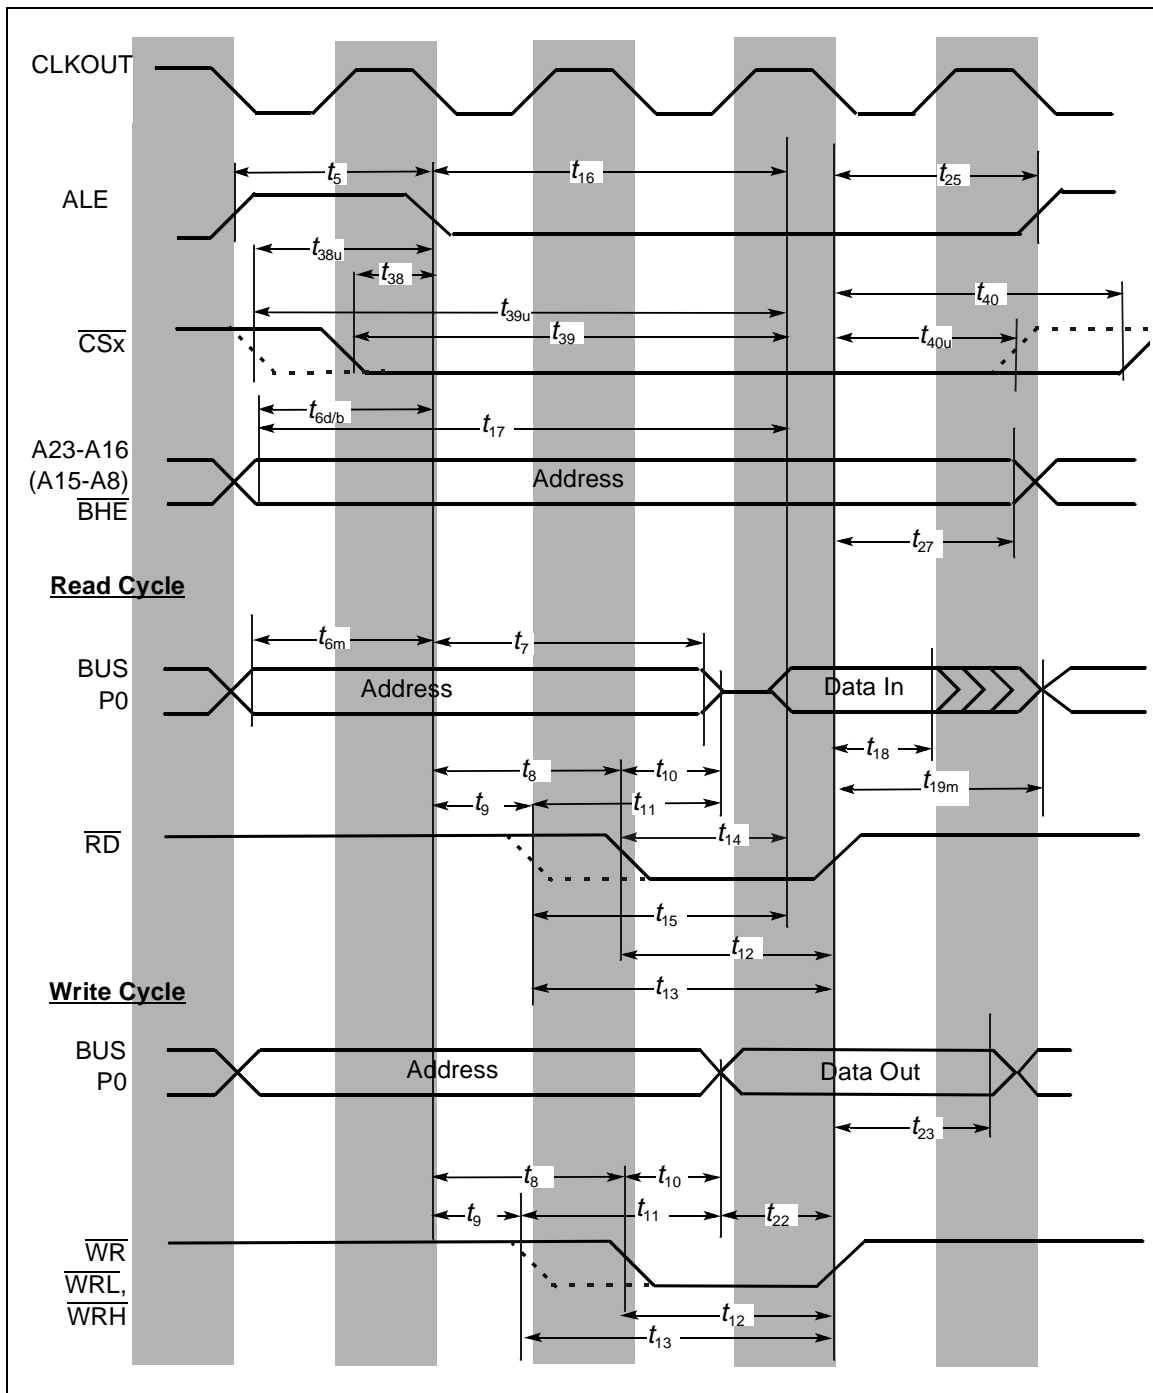 CLKOUT
t5
t16
t25
ALE
t38u
t38
t40
t39u
CSx
t39
t40u
t6d/b
t17
A23-A16
(A15-A8)
BHE
Address
t27
Read Cycle
t6m
t7
BUS
P0
Address
Data In
t18
t8
t10
t19m
t9
t11
RD
t14
t15
t12
t13
Write Cycle
BUS
P0
Address
Data Out
t23
t8
t10
t9
t11
t22
WR
WRL,
WRH
t12
t13